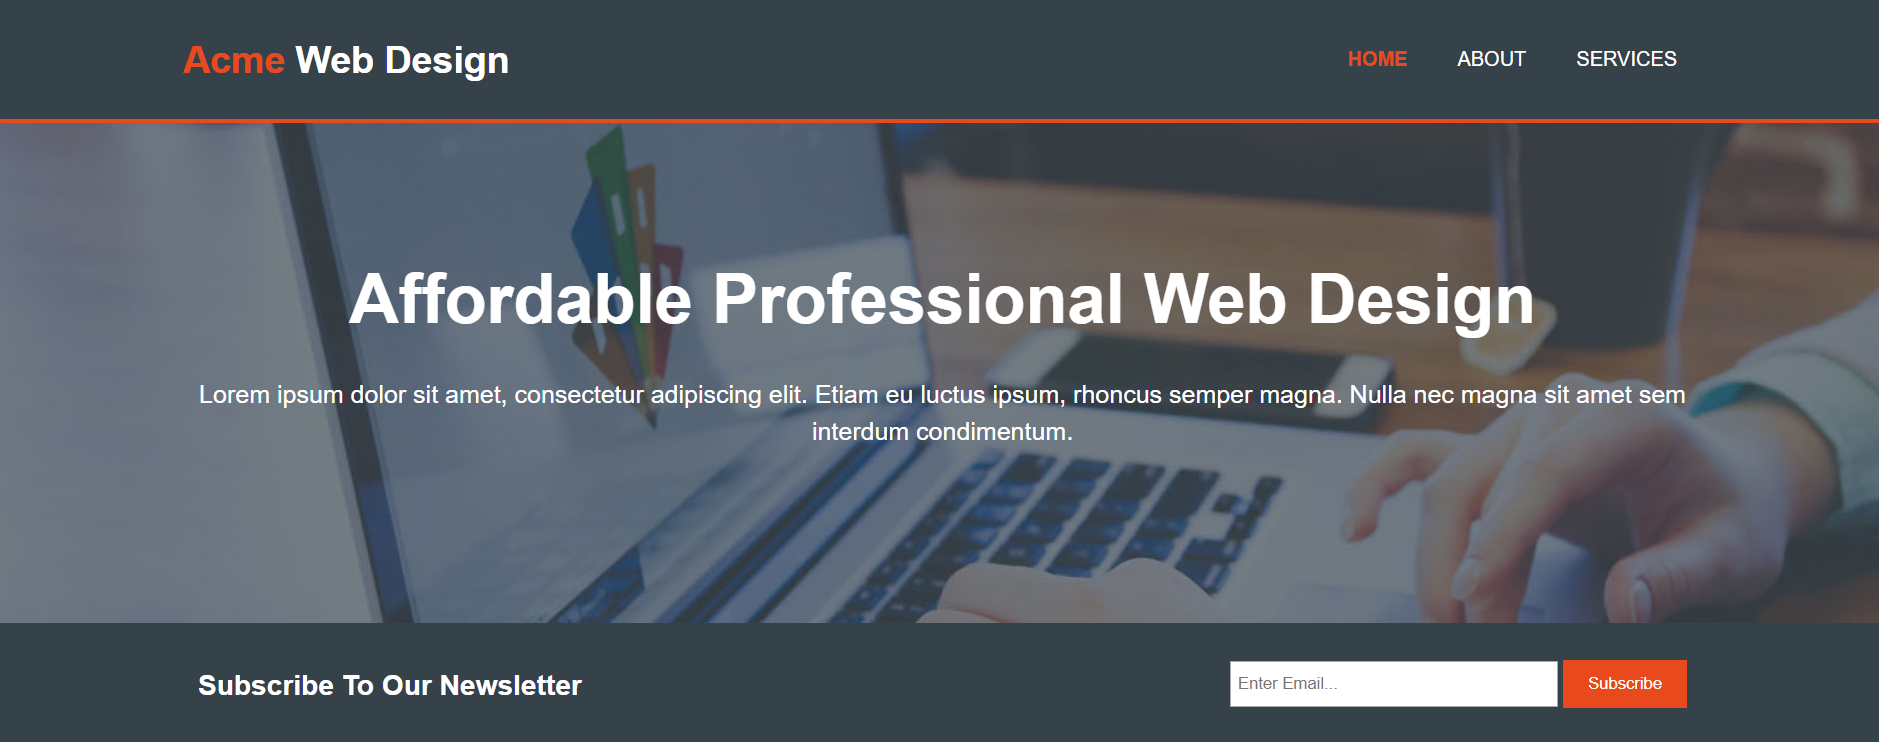 Acme Web Design
HOME ABOUT SERVICES
Affordable Professional Web Design
Lorem ipsum dolor sit amet, consectetur adipiscing elit. Etiam eu luctus ipsum, rhoncus semper magna. Nulla nec magna sit amet sem
interdum condimentum.
Subscribe To Our Newsletter
Enter Email...
Subscribe